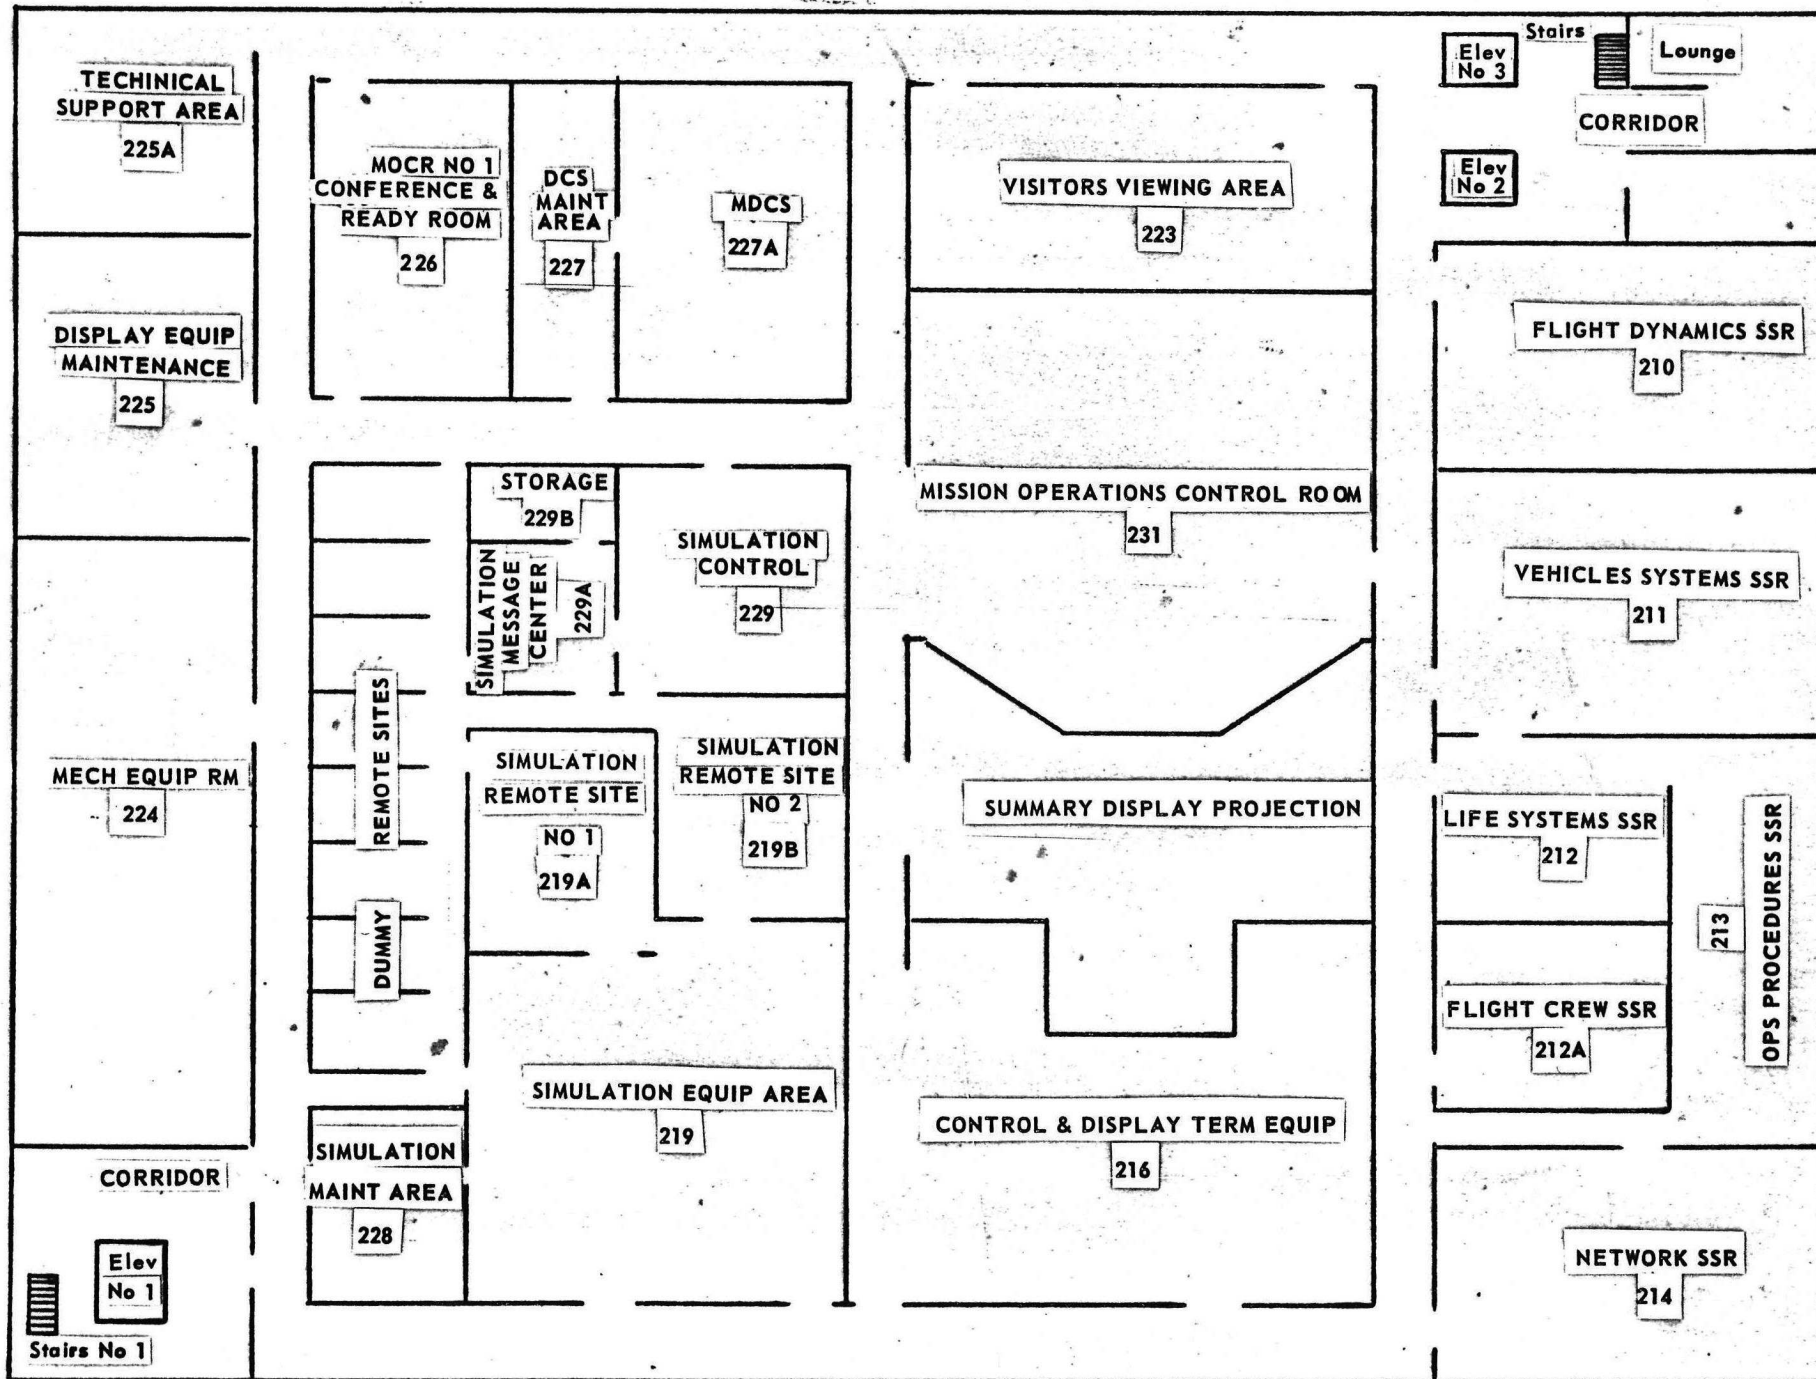 TECHINICAL
SUPPORT AREA
225A
MOCR NO 1
CONFERENCE &
READY ROOM
226
DCS
MAINT
AREA
227
MDCS
227A
VISITORS VIEWING AREA
223
Elev
No 3
Stairs
Lounge
CORRIDOR
Elev
No 2
DISPLAY EQUIP
MAINTENANCE
225
FLIGHT DYNAMICS SSR
210
STORAGE
229B
SIMULATION
MESSAGE
CENTER
229A
SIMULATION
CONTROL
229
MISSION OPERATIONS CONTROL ROOM
231
VEHICLES SYSTEMS SSR
211
MECH EQUIP RM
224
DUMMY REMOTE SITES
SIMULATION
REMOTE SITE
NO 1
219A
SIMULATION
REMOTE SITE
NO 2
219B
SUMMARY DISPLAY PROJECTION
LIFE SYSTEMS SSR
212
OPS PROCEDURES SSR
213
FLIGHT CREW SSR
212A
SIMULATION EQUIP AREA
219
CONTROL & DISPLAY TERM EQUIP
216
CORRIDOR
SIMULATION
MAINT AREA
228
Elev
No 1
Stairs No 1
NETWORK SSR
214